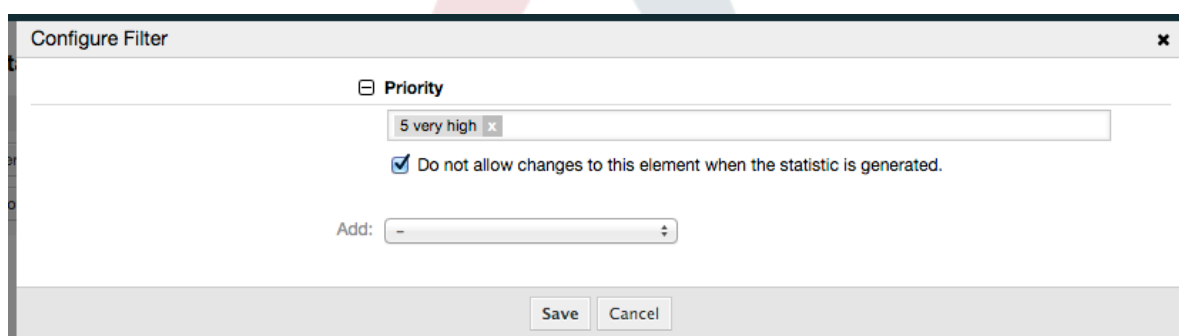 Configure Filter
Priority
5 very high x
Do not allow changes to this element when the statistic is generated.
Add: –
Save Cancel